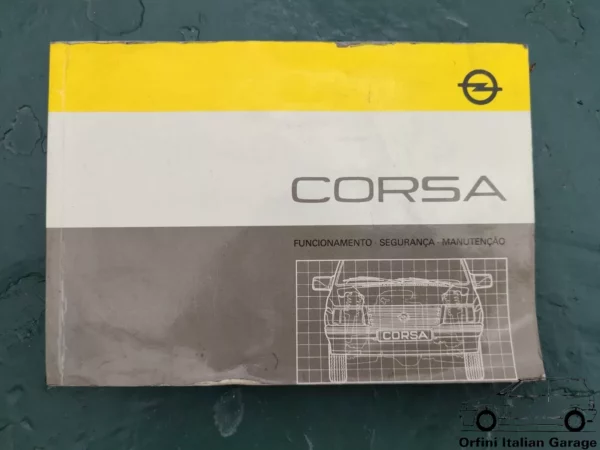 CORSA
FUNCIONAMENTO · SEGURANÇA · MANUTENÇÃO
CORSA
Orfini Italian Garage